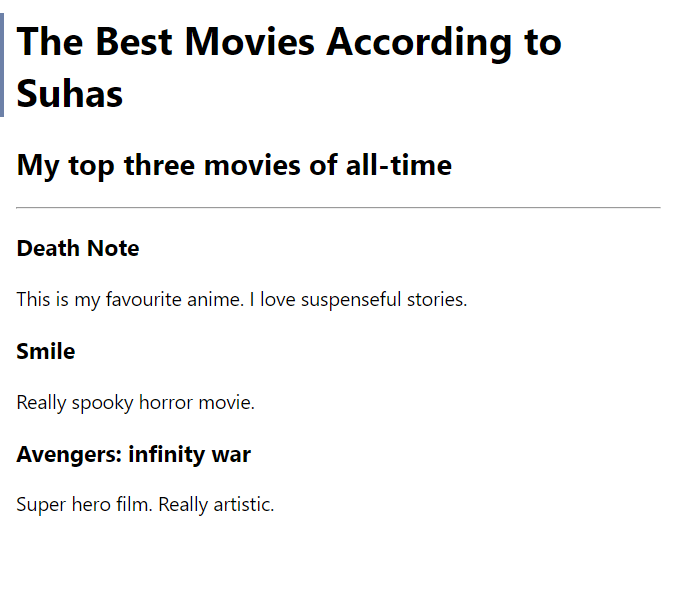 The Best Movies According to
Suhas
My top three movies of all-time
Death Note
This is my favourite anime. I love suspenseful stories.
Smile
Really spooky horror movie.
Avengers: infinity war
Super hero film. Really artistic.